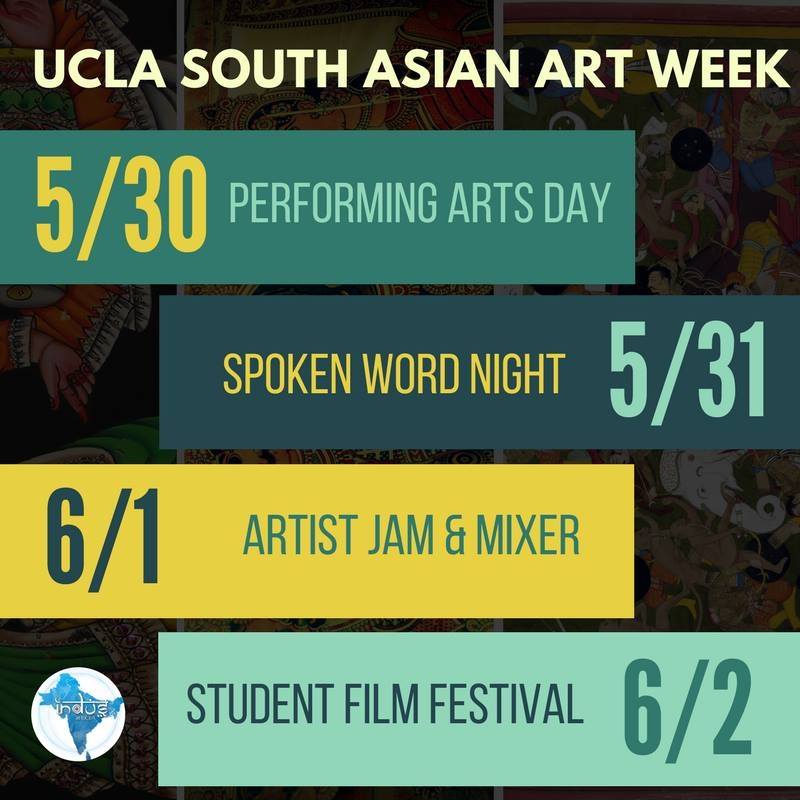 UCLA SOUTH ASIAN ART WEEK
5/30 PERFORMING ARTS DAY
SPOKEN WORD NIGHT 5/31
6/1 ARTIST JAM & MIXER
STUDENT FILM FESTIVAL 6/2
indus